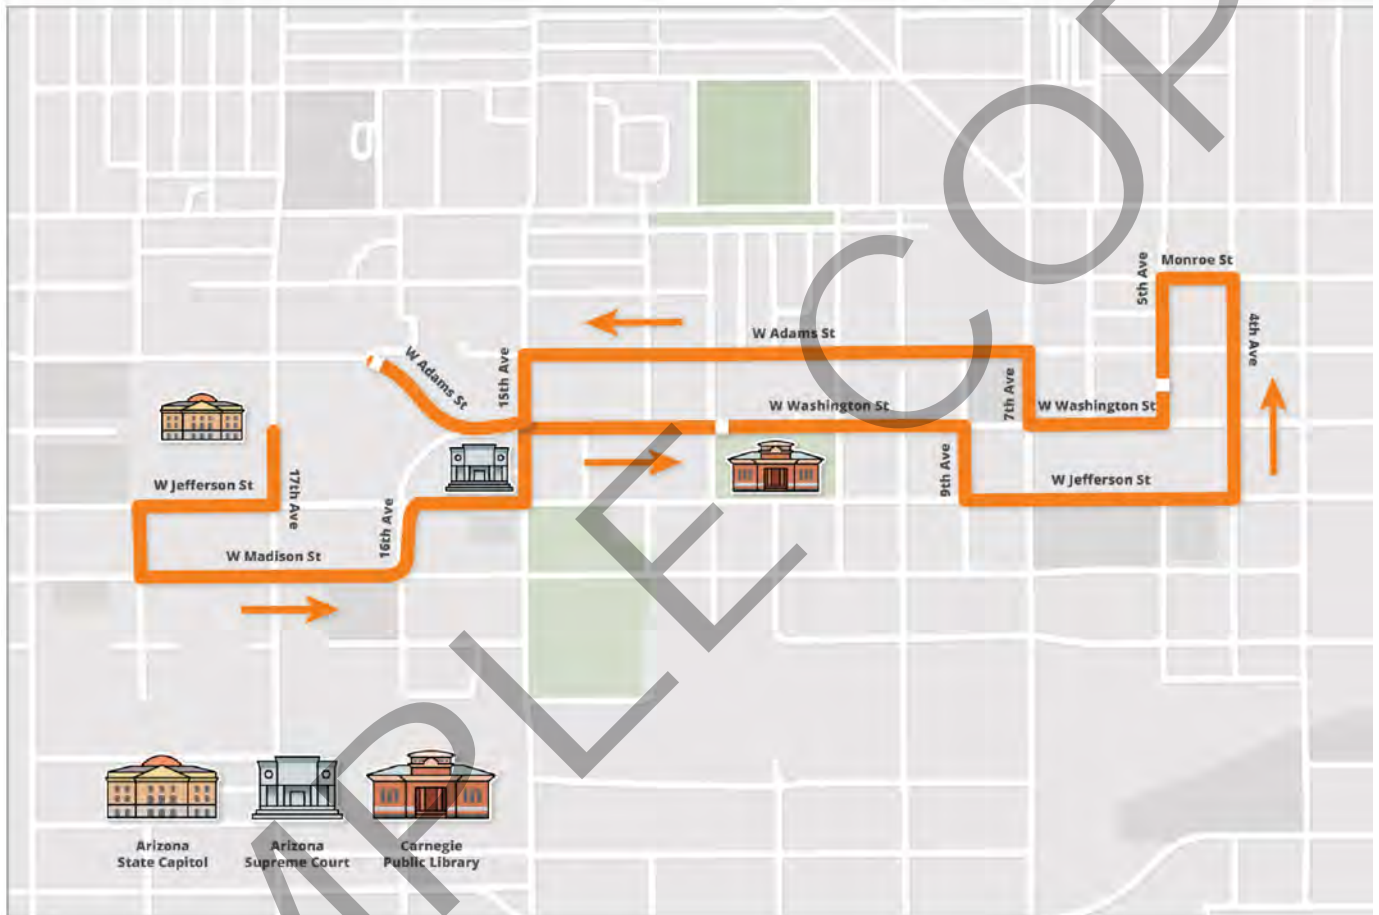 Monroe St
5th Ave
4th Ave
W Adams St
W Adams St
15th Ave
7th Ave
W Washington St
W Washington St
9th Ave
W Jefferson St
W Jefferson St
17th Ave
16th Ave
W Madison St
Arizona
State Capitol
Arizona
Supreme Court
Carnegie
Public Library
MPLE COP